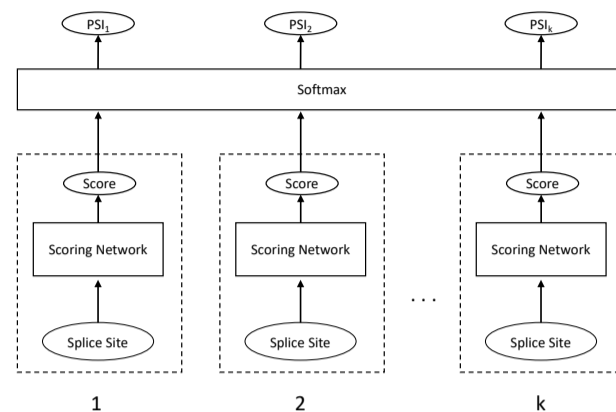 PSI₁ PSI₂ PSIₖ
Softmax
Score Score Score
Scoring Network Scoring Network Scoring Network
. . .
Splice Site Splice Site Splice Site
1 2 k